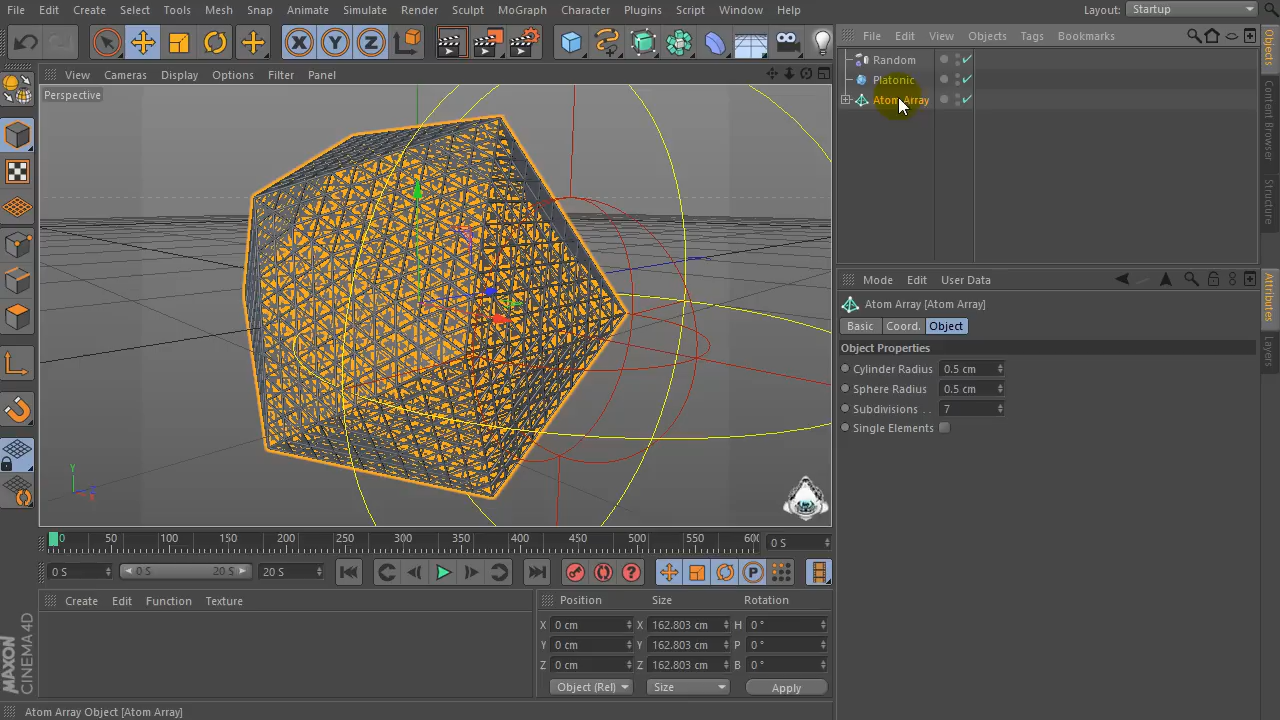 File Edit Create Select Tools Mesh Snap Animate Simulate Render Sculpt MoGraph Character Plugins Script Window Help Layout: Startup
File Edit View Objects Tags Bookmarks
View Cameras Display Options Filter Panel
Perspective
Random
Platonic
Atom Array
Objects
Content Browser
Structure
Mode Edit User Data
Atom Array [Atom Array]
Basic Coord. Object
Object Properties
Cylinder Radius 0.5 cm
Sphere Radius 0.5 cm
Subdivisions . . 7
Single Elements
Attributes
Layers
Y
0 50 100 150 200 250 300 350 400 450 500 550 600 0 S
0 S 0 S 20 S 20 S
Create Edit Function Texture
Position Size Rotation
X 0 cm X 162.803 cm H 0 °
Y 0 cm Y 162.803 cm P 0 °
Z 0 cm Z 162.803 cm B 0 °
Object (Rel) Size Apply
MAXON
CINEMA 4D
Atom Array Object [Atom Array]